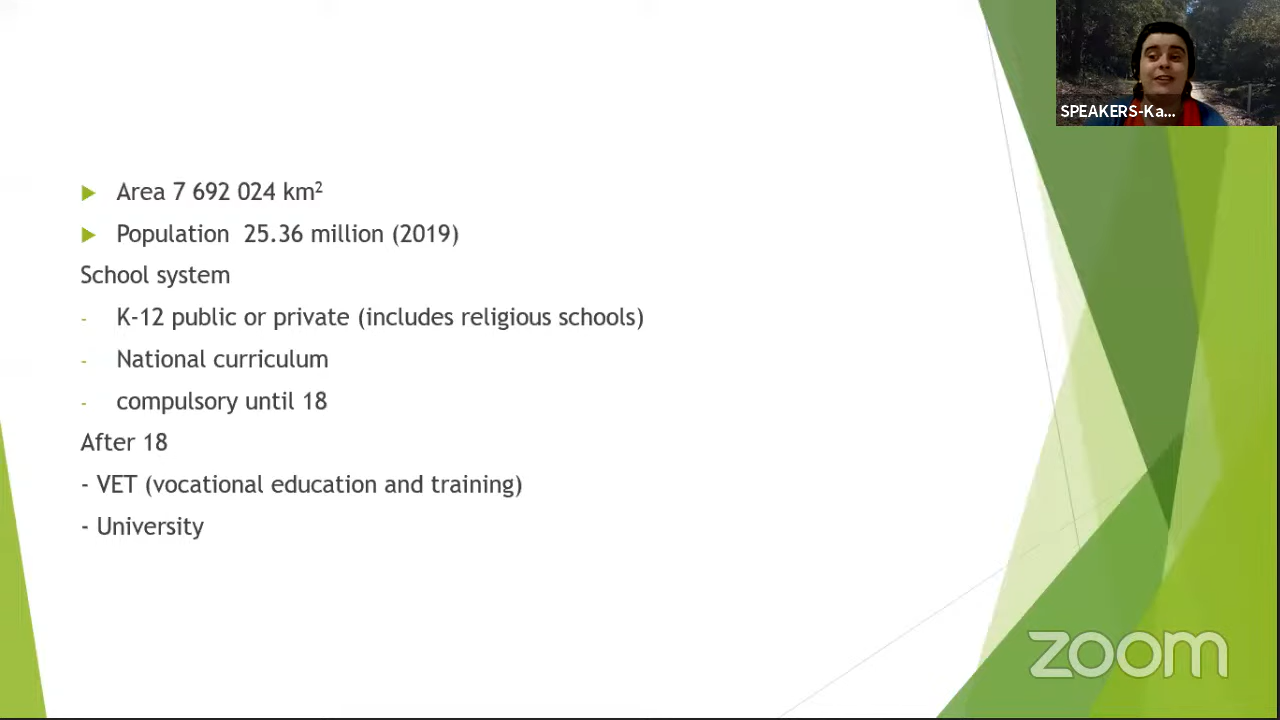 SPEAKERS-Ka...
Area 7 692 024 km²
Population 25.36 million (2019)
School system
- K-12 public or private (includes religious schools)
- National curriculum
- compulsory until 18
After 18
- VET (vocational education and training)
- University
zoom